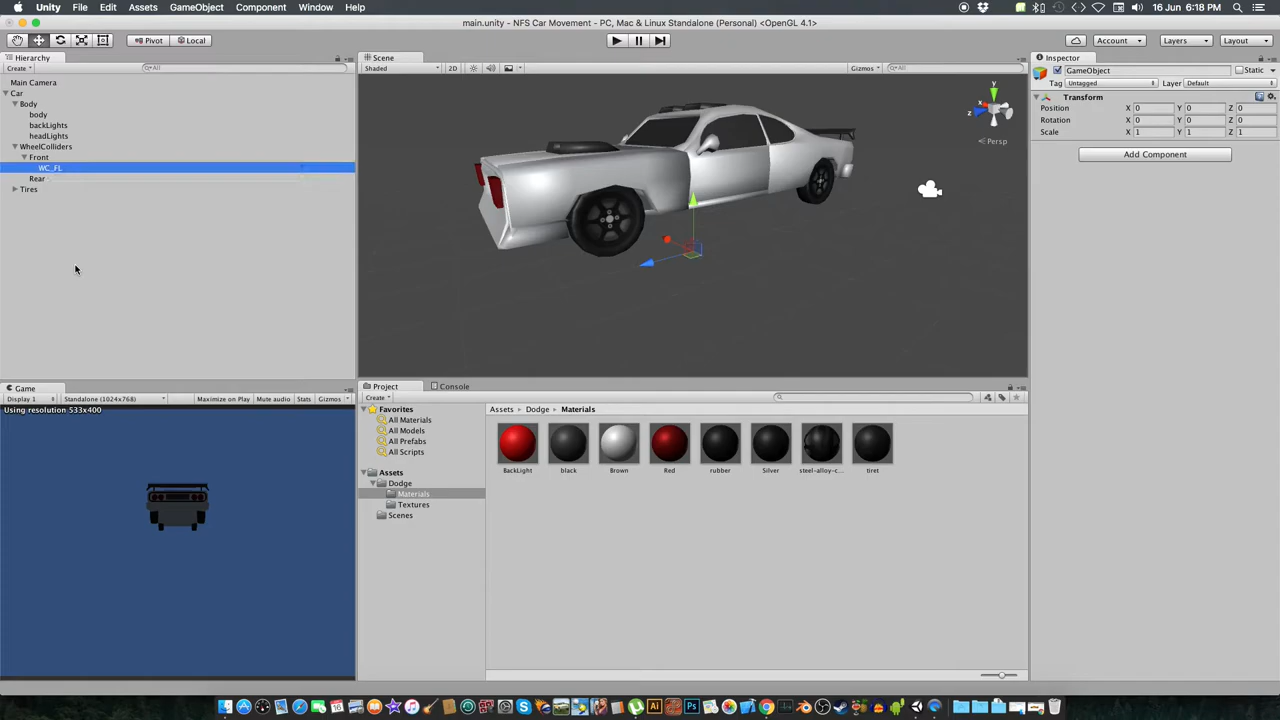 Unity File Edit Assets GameObject Component Window Help
16 Jun 6:18 PM
main.unity - NFS Car Movement - PC, Mac & Linux Standalone (Personal) <OpenGL 4.1>
Pivot Local Account Layers Layout
Hierarchy
Create All
Main Camera
Car
Body
body
backLights
headLights
WheelColliders
Front
WC_FL
Rear
Tires
Scene
Shaded 2D Gizmos All
y
x
z
Persp
Inspector
GameObject Static
Tag Untagged Layer Default
Transform
Position X 0 Y 0 Z 0
Rotation X 0 Y 0 Z 0
Scale X 1 Y 1 Z 1
Add Component
Game
Display 1 Standalone (1024x768) Maximize on Play Mute audio Stats Gizmos
Using resolution 533x400
Project Console
Create
Favorites
All Materials
All Models
All Prefabs
All Scripts
Assets
Dodge
Materials
Textures
Scenes
Assets Dodge Materials
BackLight black Brown Red rubber Silver steel-alloy-c... tiret